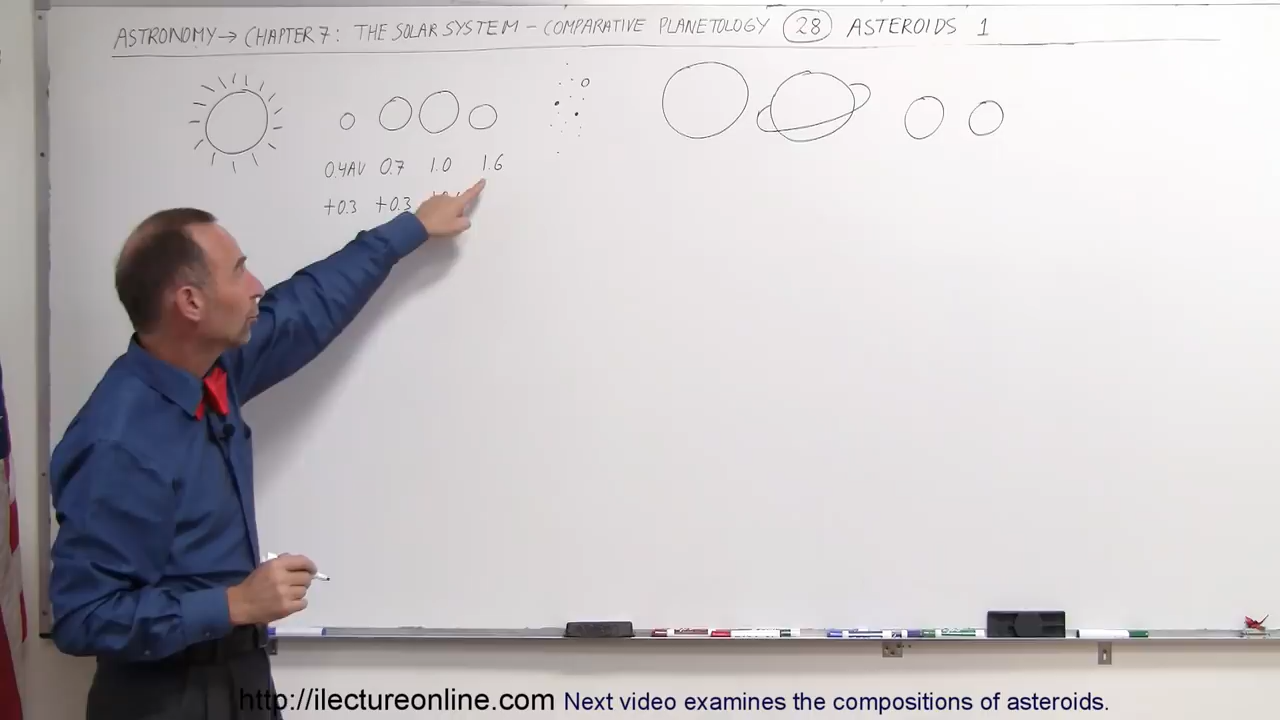 ASTRONOMY→ CHAPTER 7: THE SOLAR SYSTEM – COMPARATIVE PLANETOLOGY 28 ASTEROIDS 1
0.4AU 0.7 1.0 1.6
+0.3 +0.3
http://ilectureonline.com Next video examines the compositions of asteroids.